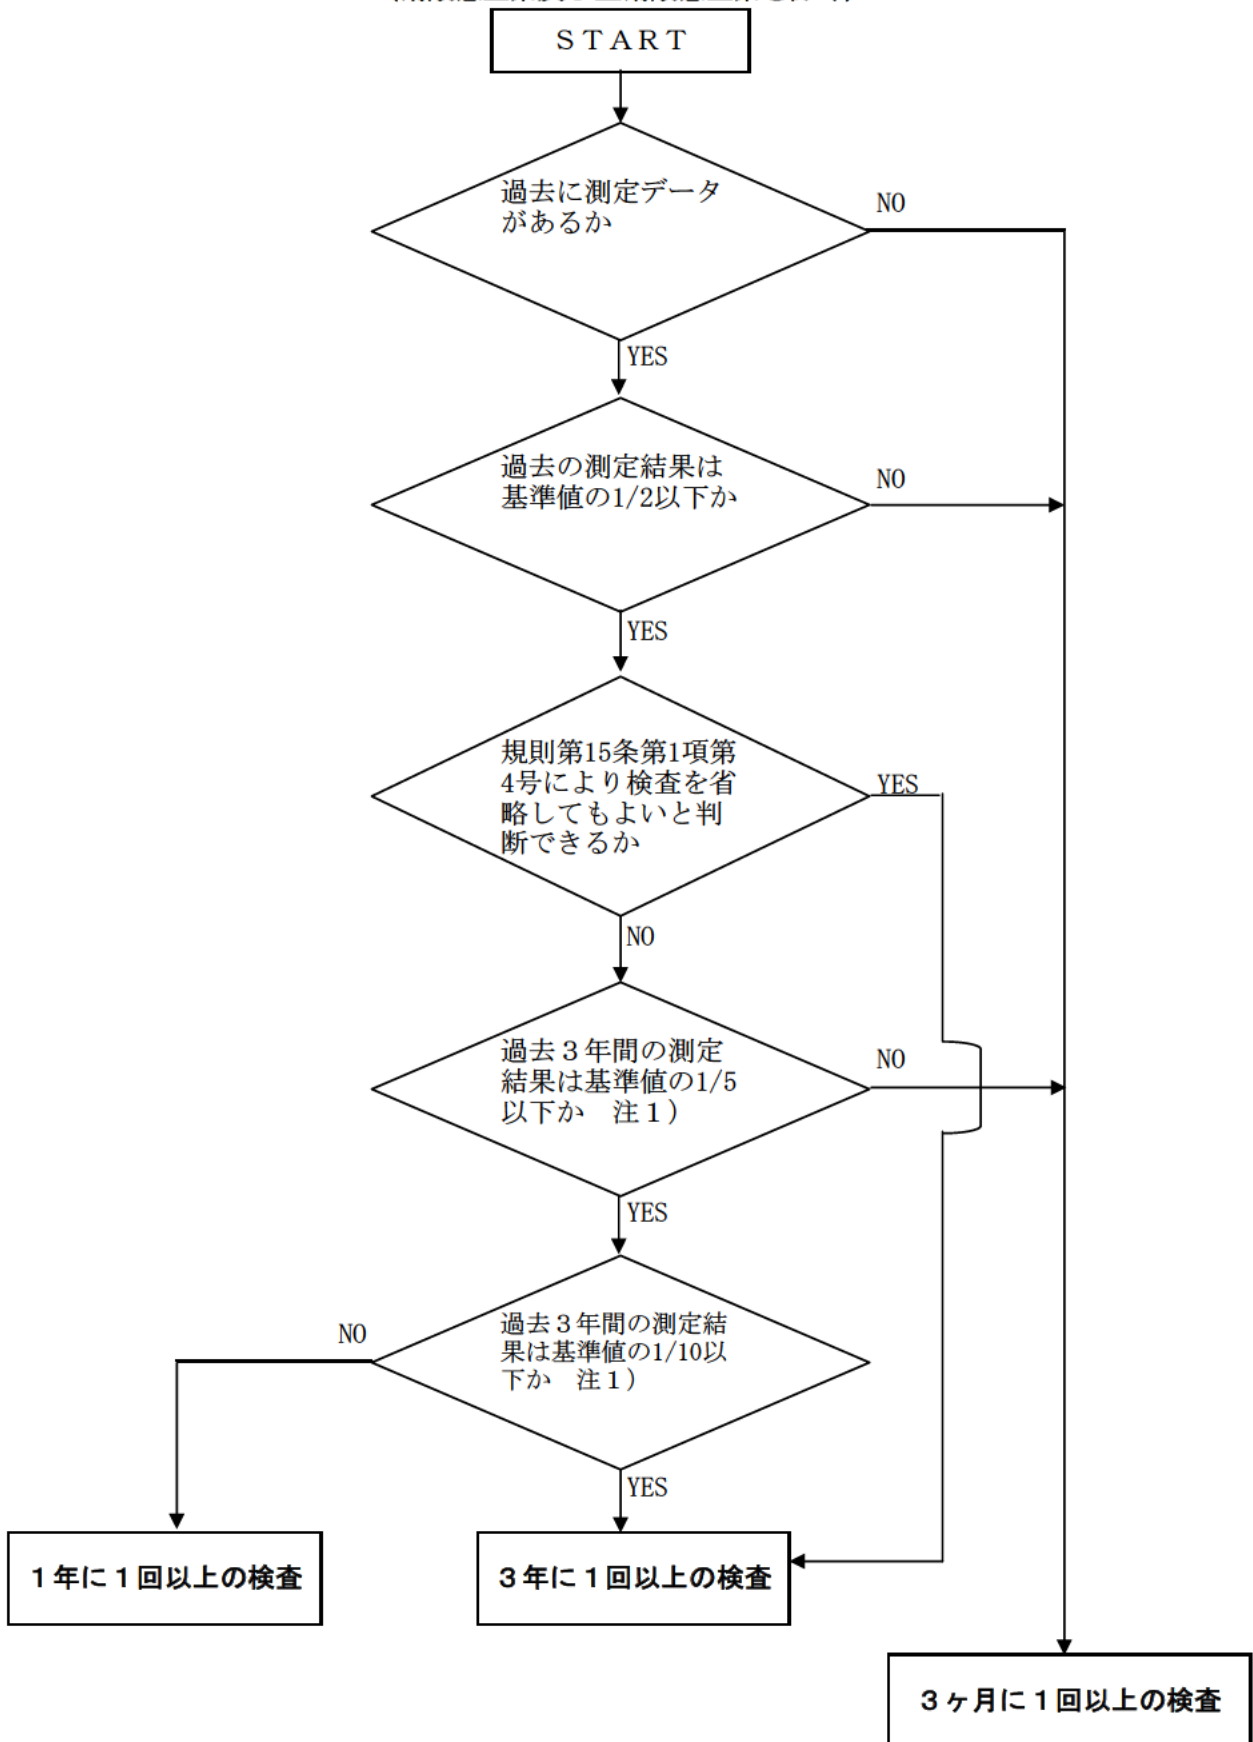 ＳＴＡＲＴ
過去に測定データ
があるか
NO
YES
過去の測定結果は
基準値の1/2以下か
NO
YES
規則第15条第1項第
4号により検査を省
略してもよいと判
断できるか
YES
NO
過去３年間の測定
結果は基準値の1/5
以下か　注１）
NO
YES
過去３年間の測定結
果は基準値の1/10以
下か　注１）
NO
YES
１年に１回以上の検査
３年に１回以上の検査
３ヶ月に１回以上の検査